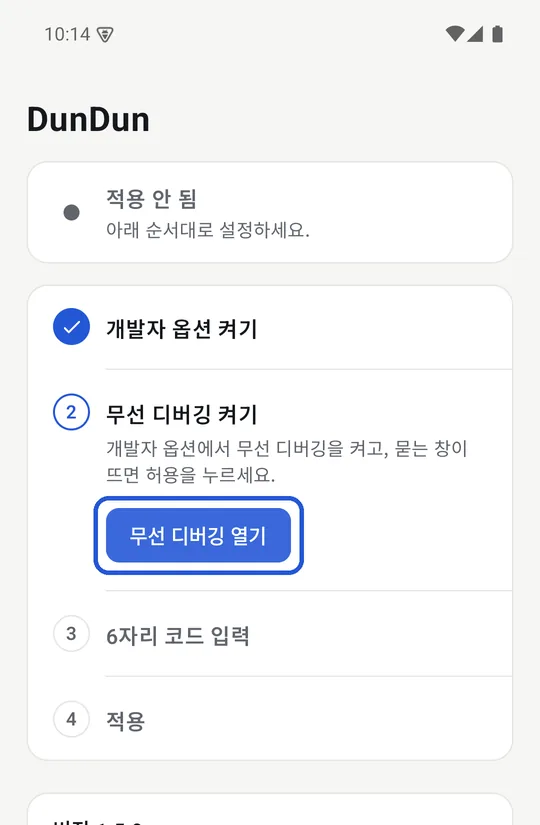 10:14
DunDun
적용 안 됨
아래 순서대로 설정하세요.
개발자 옵션 켜기
2
무선 디버깅 켜기
개발자 옵션에서 무선 디버깅을 켜고, 묻는 창이
뜨면 허용을 누르세요.
무선 디버깅 열기
3
6자리 코드 입력
4
적용